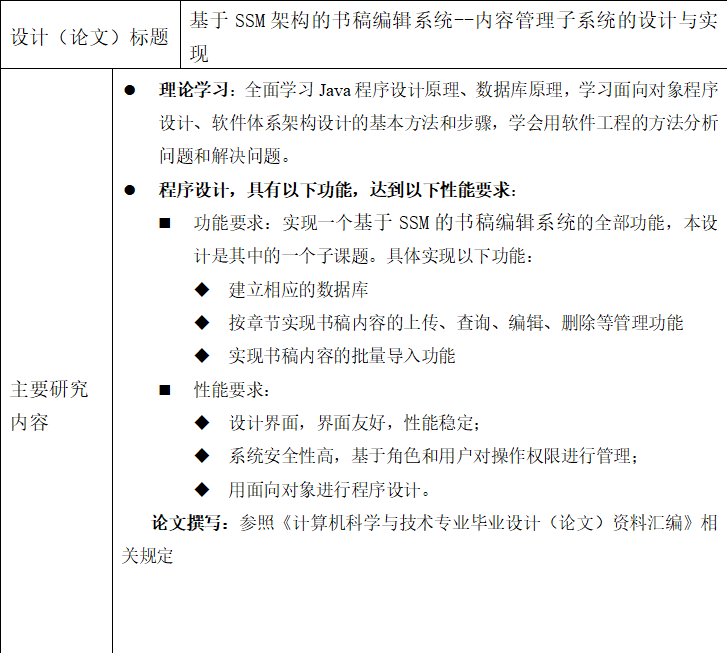 设计（论文）标题
基于 SSM 架构的书稿编辑系统--内容管理子系统的设计与实
现
主要研究
内容
● 理论学习：全面学习 Java 程序设计原理、数据库原理，学习面向对象程序
设计、软件体系架构设计的基本方法和步骤，学会用软件工程的方法分析
问题和解决问题。
● 程序设计，具有以下功能，达到以下性能要求：
■ 功能要求：实现一个基于 SSM 的书稿编辑系统的全部功能，本设
计是其中的一个子课题。具体实现以下功能：
◆ 建立相应的数据库
◆ 按章节实现书稿内容的上传、查询、编辑、删除等管理功能
◆ 实现书稿内容的批量导入功能
■ 性能要求：
◆ 设计界面，界面友好，性能稳定；
◆ 系统安全性高，基于角色和用户对操作权限进行管理；
◆ 用面向对象进行程序设计。
论文撰写：参照《计算机科学与技术专业毕业设计（论文）资料汇编》相
关规定